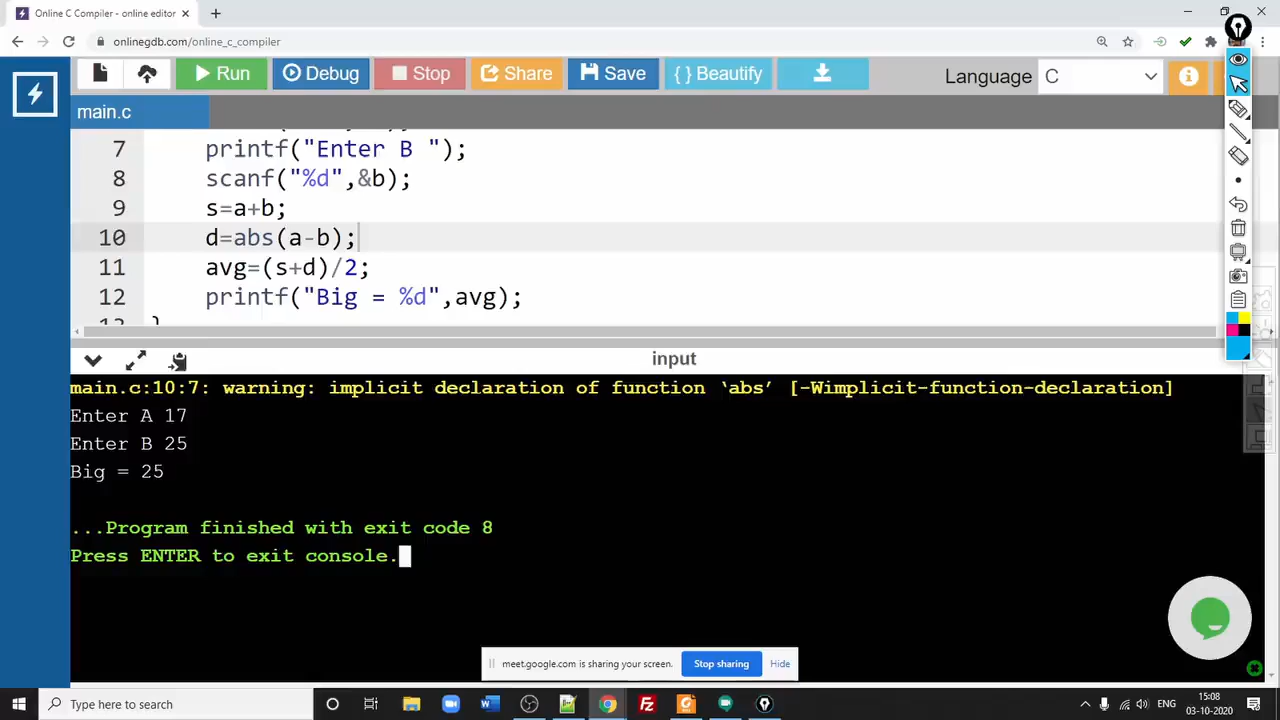 Online C Compiler - online editor
onlinegdb.com/online_c_compiler
Run
Debug
Stop
Share
Save
{ } Beautify
Language
C
main.c
7 printf("Enter B ");
8 scanf("%d",&b);
9 s=a+b;
10 d=abs(a-b);
11 avg=(s+d)/2;
12 printf("Big = %d",avg);
input
main.c:10:7: warning: implicit declaration of function ‘abs’ [-Wimplicit-function-declaration]
Enter A 17
Enter B 25
Big = 25
...Program finished with exit code 8
Press ENTER to exit console.
meet.google.com is sharing your screen.
Stop sharing
Hide
Type here to search
ENG
15:08
03-10-2020